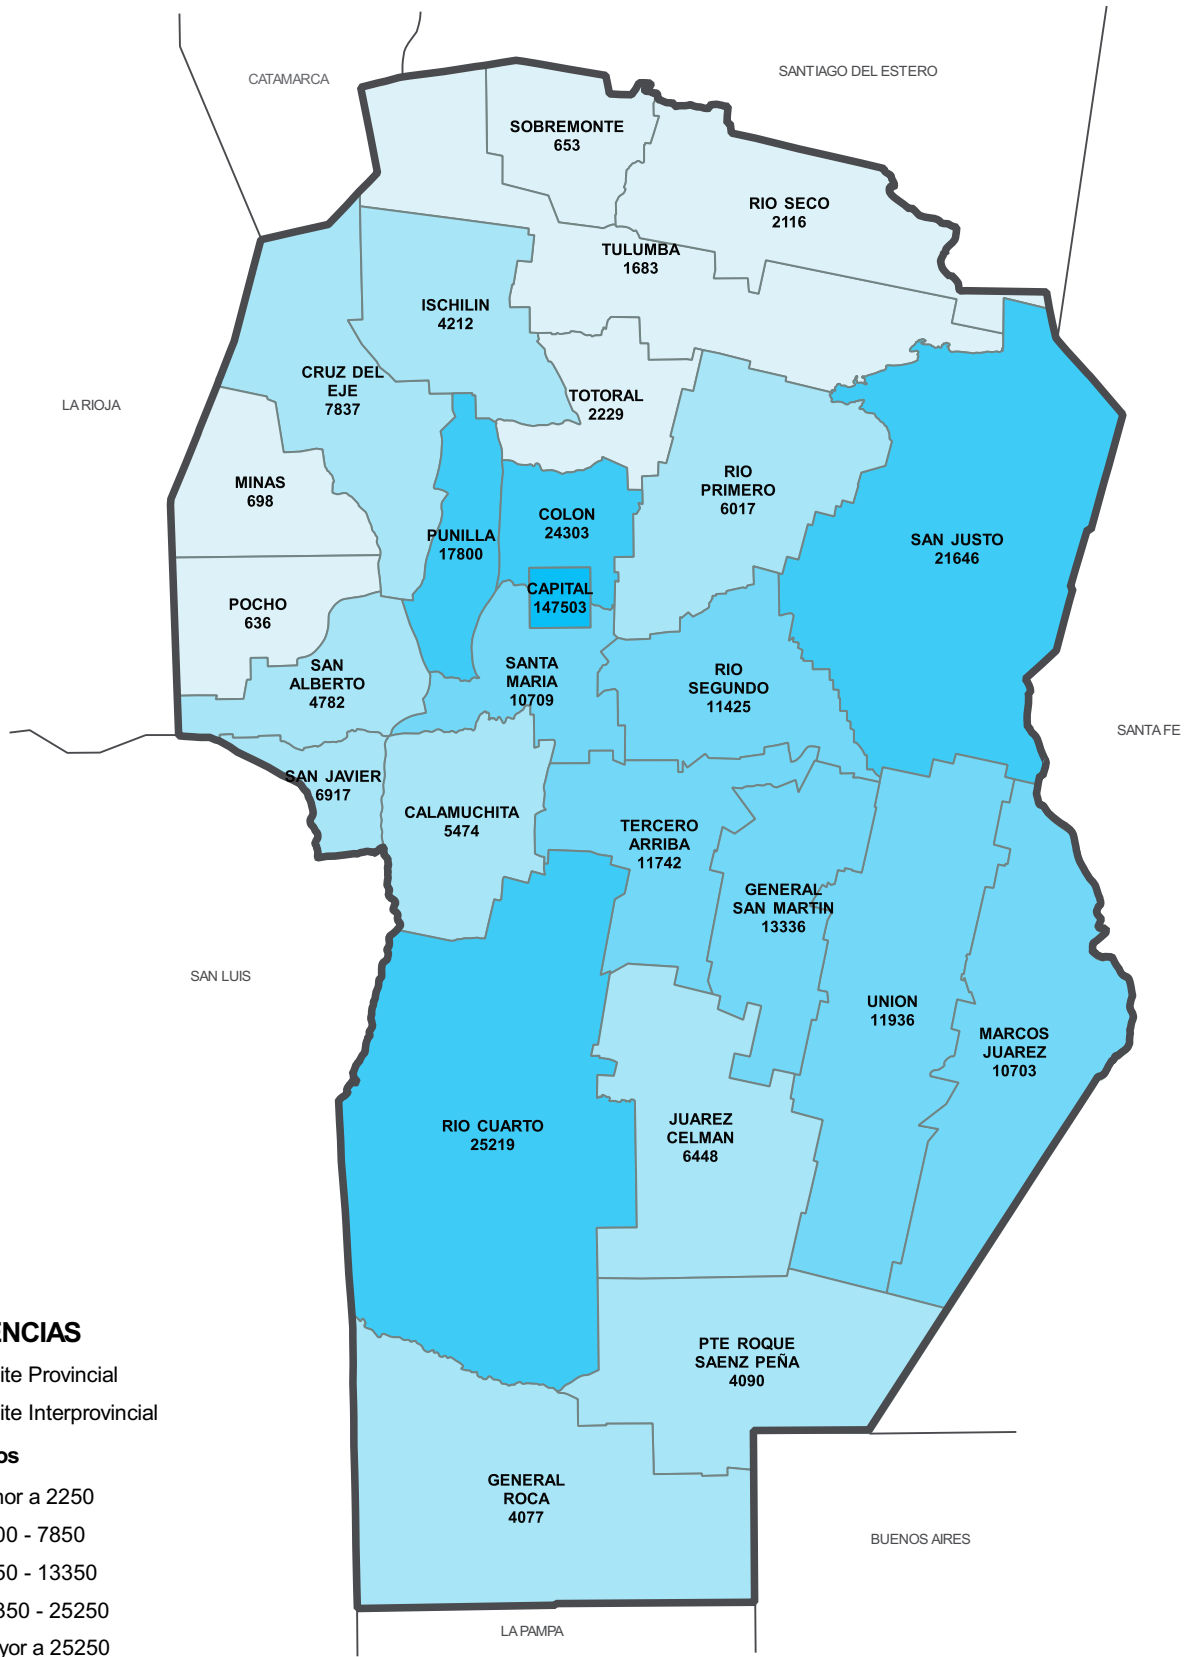 SANTIAGO DEL ESTERO
CATAMARCA
SOBREMONTE
653
RIO SECO
2116
TULUMBA
1683
ISCHILIN
4212
CRUZ DEL
EJE
7837
TOTORAL
2229
LA RIOJA
MINAS
698
RIO
PRIMERO
6017
COLON
24303
PUNILLA
17800
SAN JUSTO
21646
CAPITAL
147503
POCHO
636
SAN
ALBERTO
4782
SANTA
MARIA
10709
RIO
SEGUNDO
11425
SANTA FE
SAN JAVIER
6917
CALAMUCHITA
5474
TERCERO
ARRIBA
11742
GENERAL
SAN MARTIN
13336
SAN LUIS
UNION
11936
MARCOS
JUAREZ
10703
RIO CUARTO
25219
JUAREZ
CELMAN
6448
PTE ROQUE
SAENZ PEÑA
4090
GENERAL
ROCA
4077
BUENOS AIRES
LA PAMPA
ENCIAS
ite Provincial
ite Interprovincial
os
nor a 2250
00 - 7850
50 - 13350
350 - 25250
yor a 25250